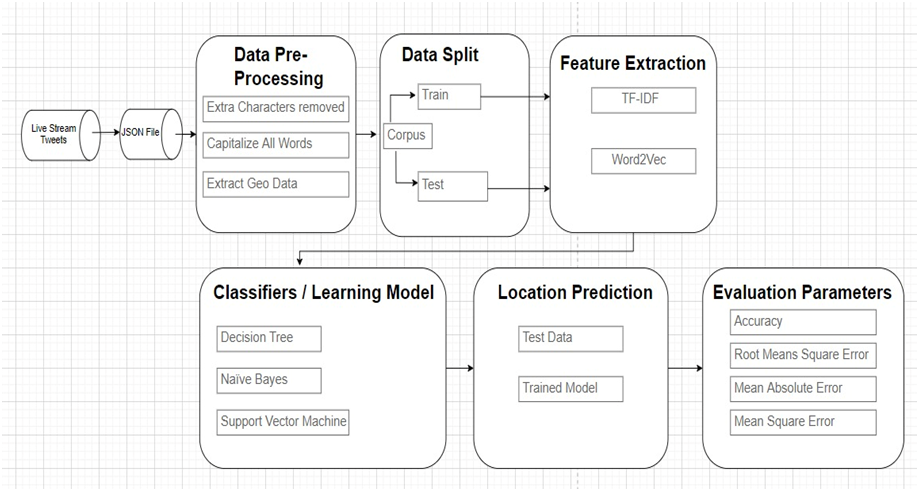 Live Stream
Tweets
JSON File
Data Pre-
Processing
Extra Characters removed
Capitalize All Words
Extract Geo Data
Data Split
Train
Corpus
Test
Feature Extraction
TF-IDF
Word2Vec
Classifiers / Learning Model
Decision Tree
Naïve Bayes
Support Vector Machine
Location Prediction
Test Data
Trained Model
Evaluation Parameters
Accuracy
Root Means Square Error
Mean Absolute Error
Mean Square Error